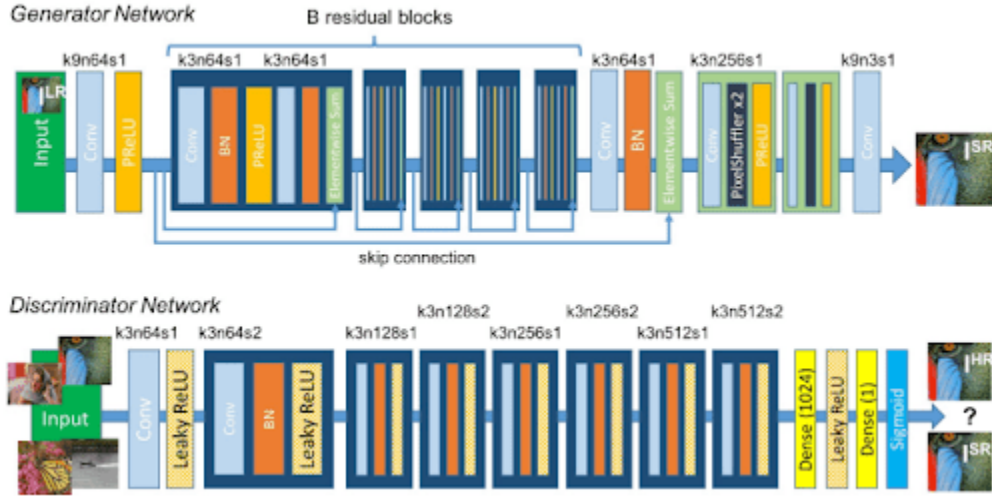 Generator Network
B residual blocks
k9n64s1
k3n64s1
k3n64s1
k3n64s1
k3n256s1
k9n3s1
I^LR
Input
Conv
PReLU
Conv
BN
PReLU
Elementwise Sum
Conv
BN
Elementwise Sum
Conv
PixelShuffler x2
PReLU
Conv
I^SR
skip connection
Discriminator Network
k3n64s1
k3n64s2
k3n128s1
k3n128s2
k3n256s1
k3n256s2
k3n512s1
k3n512s2
Input
Conv
Leaky ReLU
Conv
BN
Leaky ReLU
Dense (1024)
Leaky ReLU
Dense (1)
Sigmoid
I^HR
?
I^SR